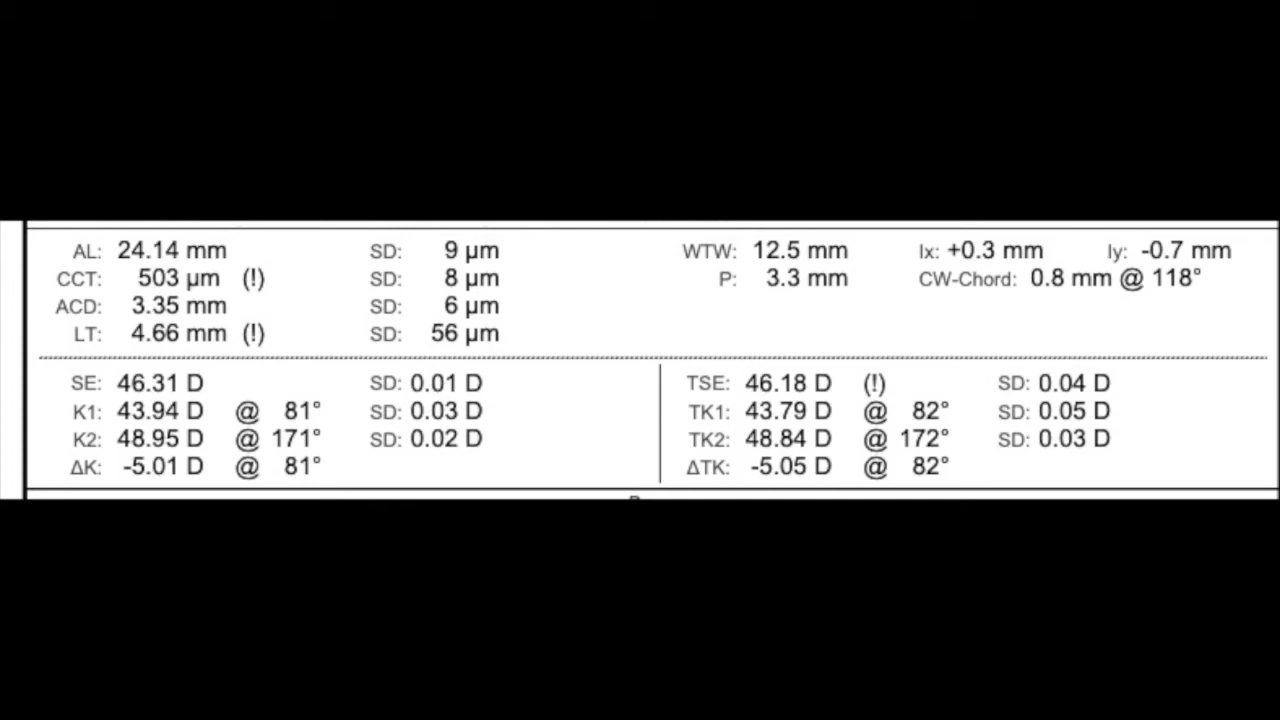 AL: 24.14 mm SD: 9 µm WTW: 12.5 mm Ix: +0.3 mm Iy: -0.7 mm
CCT: 503 µm (!) SD: 8 µm P: 3.3 mm CW-Chord: 0.8 mm @ 118°
ACD: 3.35 mm SD: 6 µm
LT: 4.66 mm (!) SD: 56 µm
SE: 46.31 D SD: 0.01 D TSE: 46.18 D (!) SD: 0.04 D
K1: 43.94 D @ 81° SD: 0.03 D TK1: 43.79 D @ 82° SD: 0.05 D
K2: 48.95 D @ 171° SD: 0.02 D TK2: 48.84 D @ 172° SD: 0.03 D
ΔK: -5.01 D @ 81° ΔTK: -5.05 D @ 82°